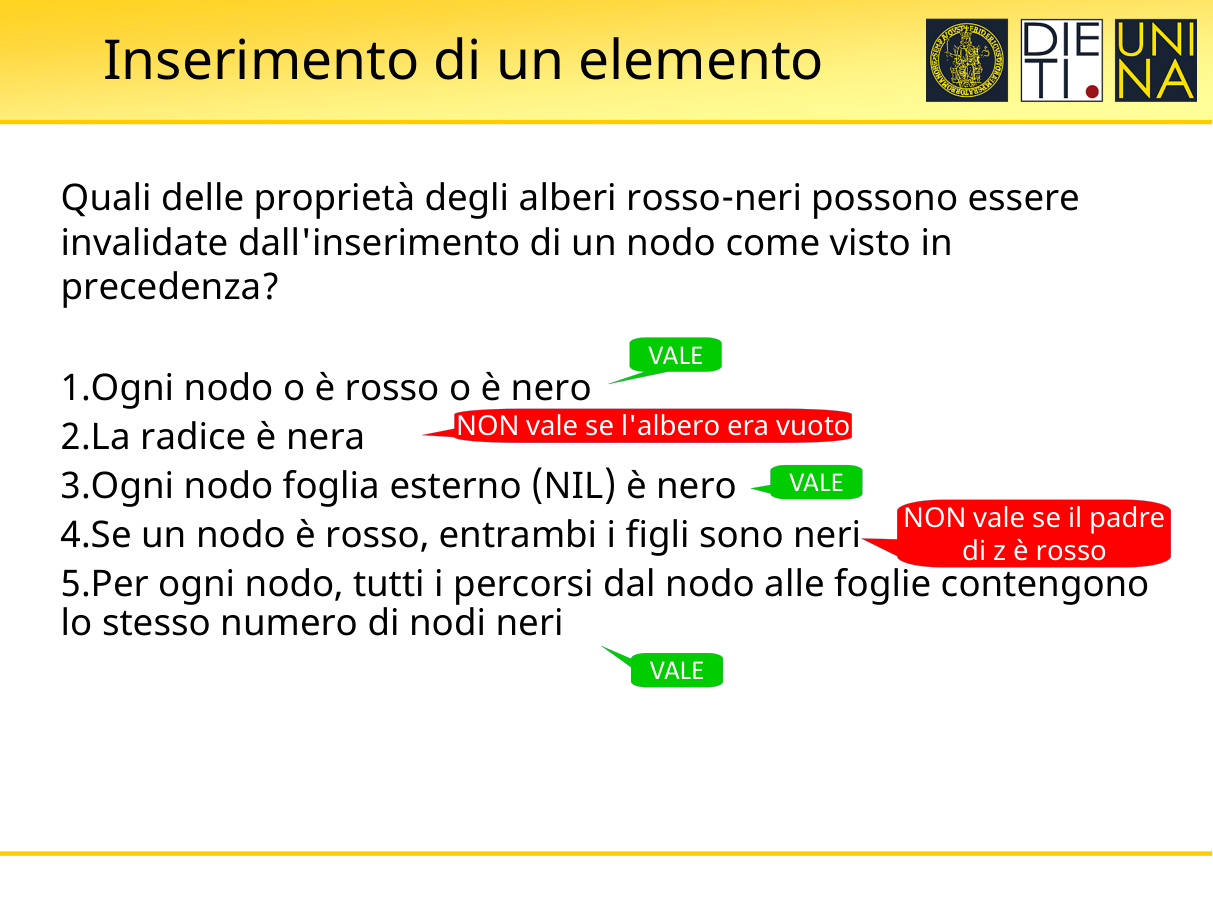 Inserimento di un elemento
DIE
TI.
UNI
NA
Quali delle proprietà degli alberi rosso-neri possono essere
invalidate dall'inserimento di un nodo come visto in
precedenza?
VALE
1.Ogni nodo o è rosso o è nero
NON vale se l'albero era vuoto
2.La radice è nera
3.Ogni nodo foglia esterno (NIL) è nero
VALE
4.Se un nodo è rosso, entrambi i figli sono neri
NON vale se il padre
di z è rosso
5.Per ogni nodo, tutti i percorsi dal nodo alle foglie contengono
lo stesso numero di nodi neri
VALE